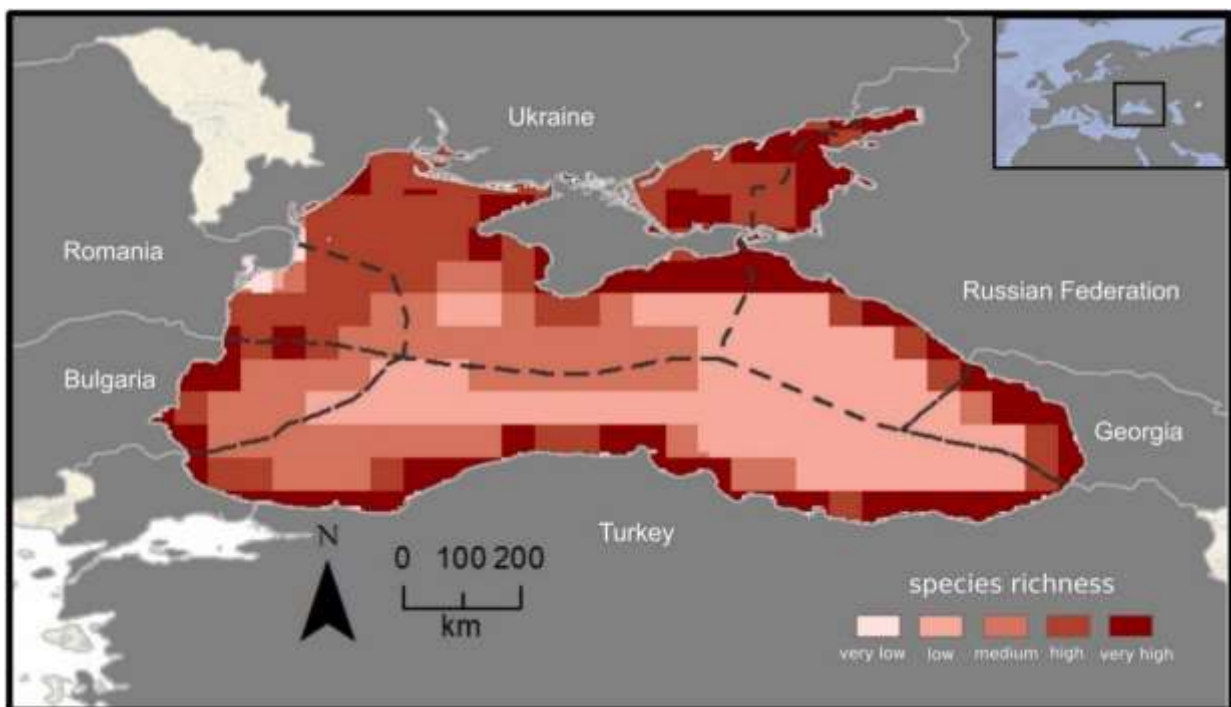 Ukraine
Romania
Russian Federation
Bulgaria
Georgia
Turkey
N
0 100 200
km
species richness
very low low medium high very high